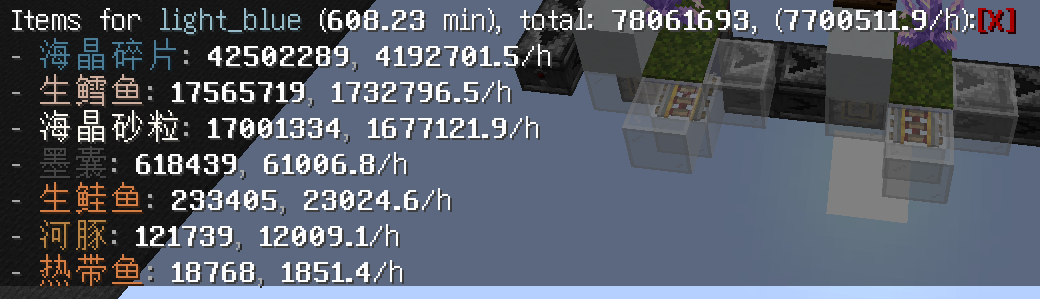 Items for light_blue (608.23 min), total: 78061693, (7700511.9/h):[X]
- 海晶碎片: 42502289, 4192701.5/h
- 生鳕鱼: 17565719, 1732796.5/h
- 海晶砂粒: 17001334, 1677121.9/h
- 墨囊: 618439, 61006.8/h
- 生鲑鱼: 233405, 23024.6/h
- 河豚: 121739, 12009.1/h
- 热带鱼: 18768, 1851.4/h